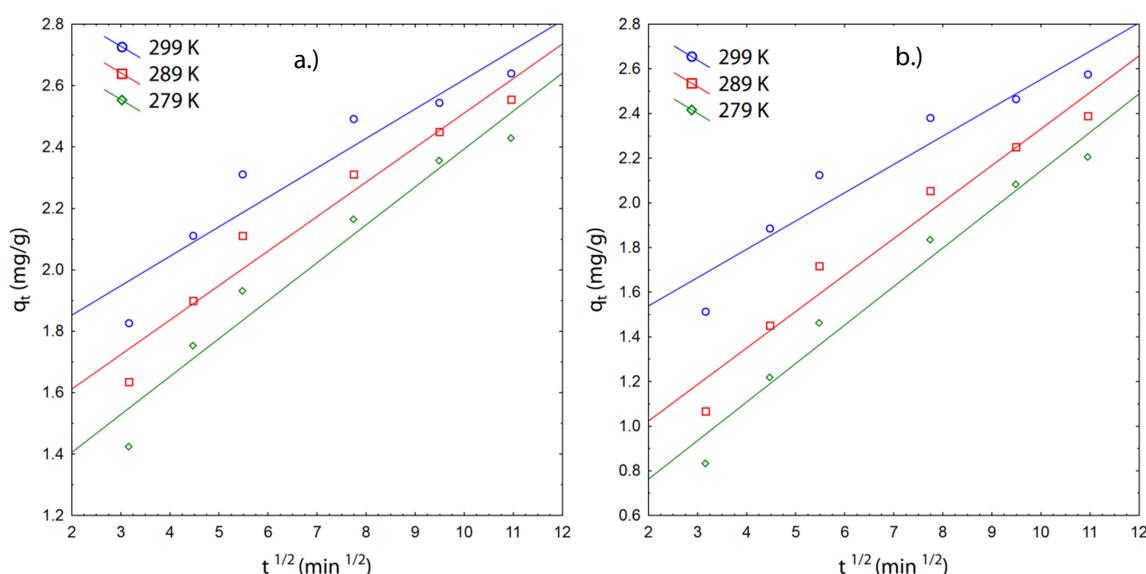 a.)
299 K
289 K
279 K
2.8
2.6
2.4
2.2
2.0
1.8
1.6
1.4
1.2
qt (mg/g)
2 3 4 5 6 7 8 9 10 11 12
t 1/2 (min 1/2)
b.)
299 K
289 K
279 K
2.8
2.6
2.4
2.2
2.0
1.8
1.6
1.4
1.2
1.0
0.8
0.6
qt (mg/g)
2 3 4 5 6 7 8 9 10 11 12
t 1/2 (min 1/2)